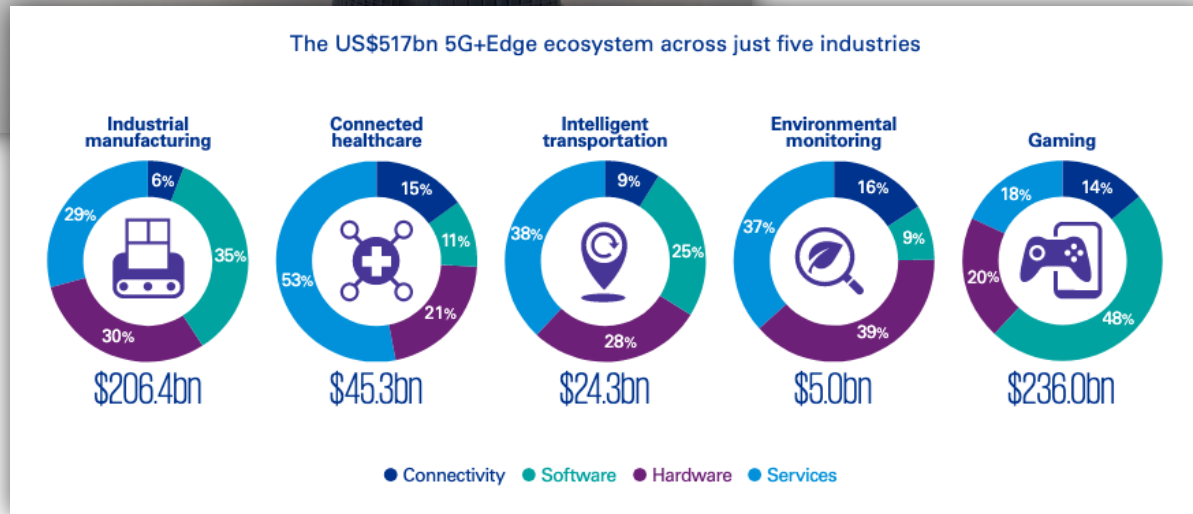 The US$517bn 5G+Edge ecosystem across just five industries
Industrial
manufacturing
6%
35%
30%
29%
$206.4bn
Connected
healthcare
15%
11%
21%
53%
$45.3bn
Intelligent
transportation
9%
25%
28%
38%
$24.3bn
Environmental
monitoring
16%
9%
39%
37%
$5.0bn
Gaming
14%
48%
20%
18%
$236.0bn
Connectivity Software Hardware Services